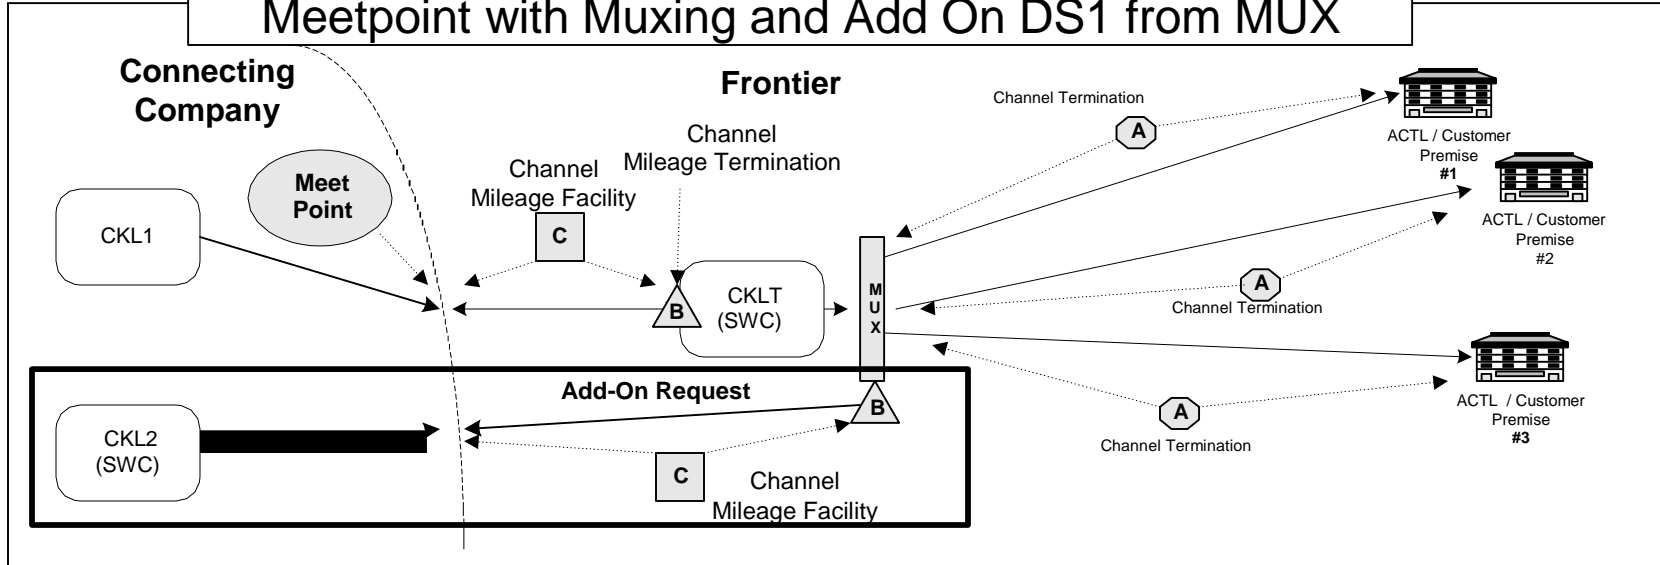 Meetpoint with Muxing and Add On DS1 from MUX
Connecting
Company
Frontier
Channel Termination
A
ACTL / Customer
Premise
#1
Channel
Mileage Termination
Channel
Mileage Facility
Meet
Point
C
CKL1
ACTL / Customer
Premise
#2
A
Channel Termination
B
CKLT
(SWC)
M
U
X
Add-On Request
B
CKL2
(SWC)
C
Channel
Mileage Facility
A
Channel Termination
ACTL / Customer
Premise
#3